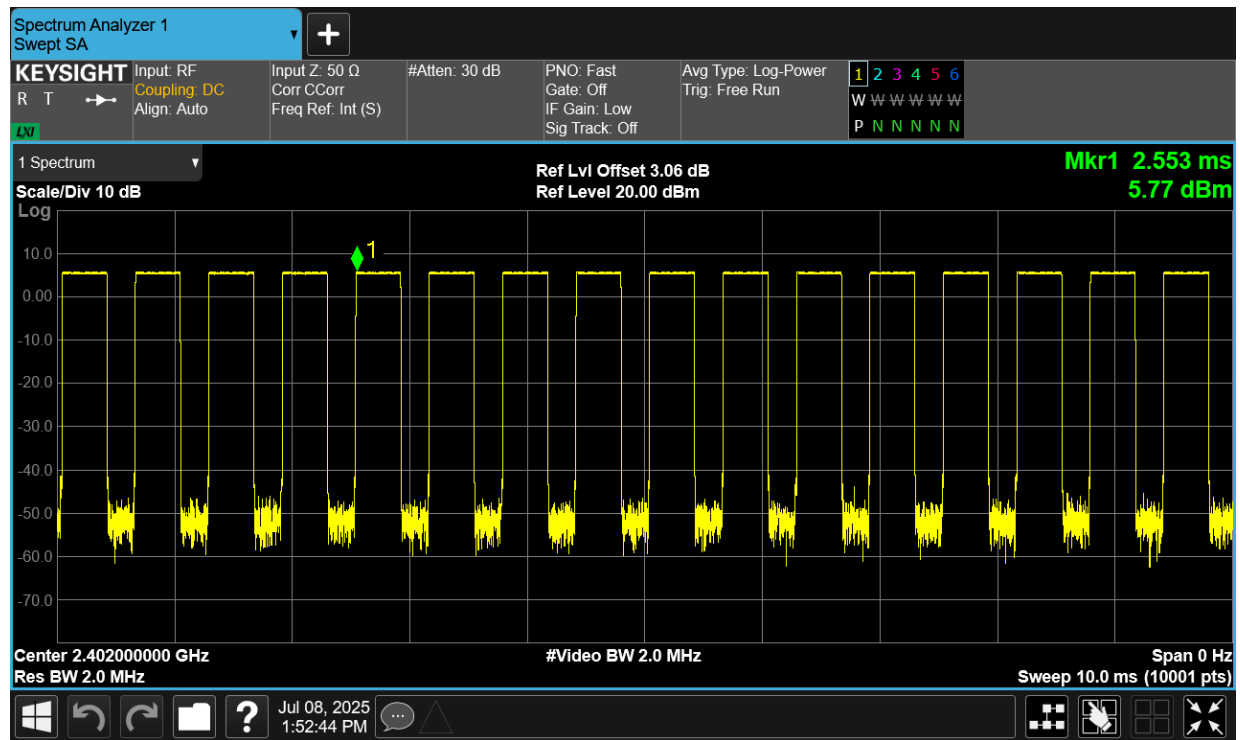 Spectrum Analyzer 1
Swept SA
KEYSIGHT
R T
LXI
Input: RF
Coupling: DC
Align: Auto
Input Z: 50 Ω
Corr CCorr
Freq Ref: Int (S)
#Atten: 30 dB
PNO: Fast
Gate: Off
IF Gain: Low
Sig Track: Off
Avg Type: Log-Power
Trig: Free Run
1 2 3 4 5 6
W W W W W W
P N N N N N
1 Spectrum
Scale/Div 10 dB
Ref Lvl Offset 3.06 dB
Ref Level 20.00 dBm
Mkr1 2.553 ms
5.77 dBm
Log
1
10.0
0.00
-10.0
-20.0
-30.0
-40.0
-50.0
-60.0
-70.0
Center 2.402000000 GHz
#Video BW 2.0 MHz
Span 0 Hz
Res BW 2.0 MHz
Sweep 10.0 ms (10001 pts)
?
Jul 08, 2025
1:52:44 PM